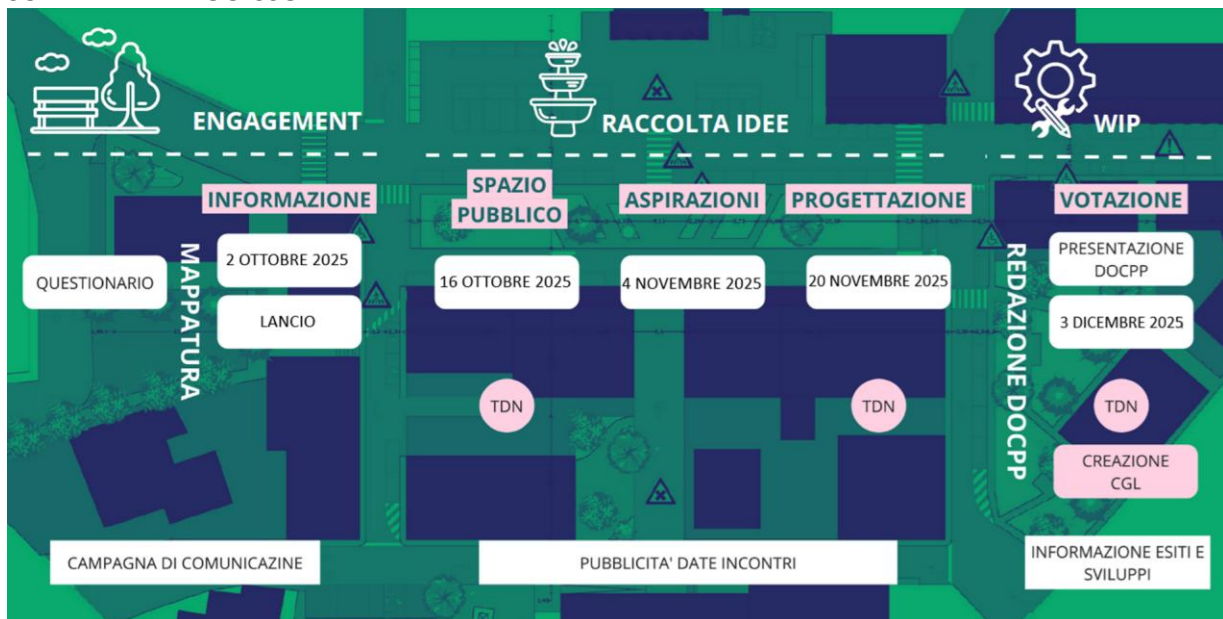 ENGAGEMENT
RACCOLTA IDEE
WIP
INFORMAZIONE
SPAZIO
PUBBLICO
ASPIRAZIONI
PROGETTAZIONE
VOTAZIONE
QUESTIONARIO
MAPPATURA
2 OTTOBRE 2025
LANCIO
16 OTTOBRE 2025
4 NOVEMBRE 2025
20 NOVEMBRE 2025
REDAZIONE DOCPP
PRESENTAZIONE
DOCPP
3 DICEMBRE 2025
TDN
TDN
TDN
CREAZIONE
CGL
CAMPAGNA DI COMUNICAZINE
PUBBLICITA' DATE INCONTRI
INFORMAZIONE ESITI E
SVILUPPI